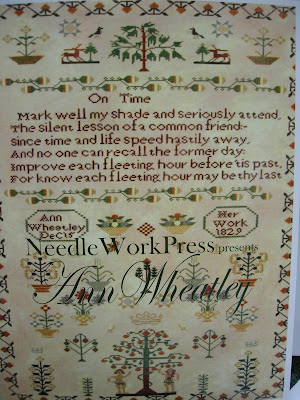 On Time
Mark well my shade and seriously attend,
The silent lesson of a common friend:-
Since time and life speed hastily away,
And no one can recall the former day:
Improve each fleeting hour before 'tis past,
For know each fleeting hour may be thy last
Ann
Wheatley
Her
Work
1829
NeedleWorkPress presents
Ann Wheatley